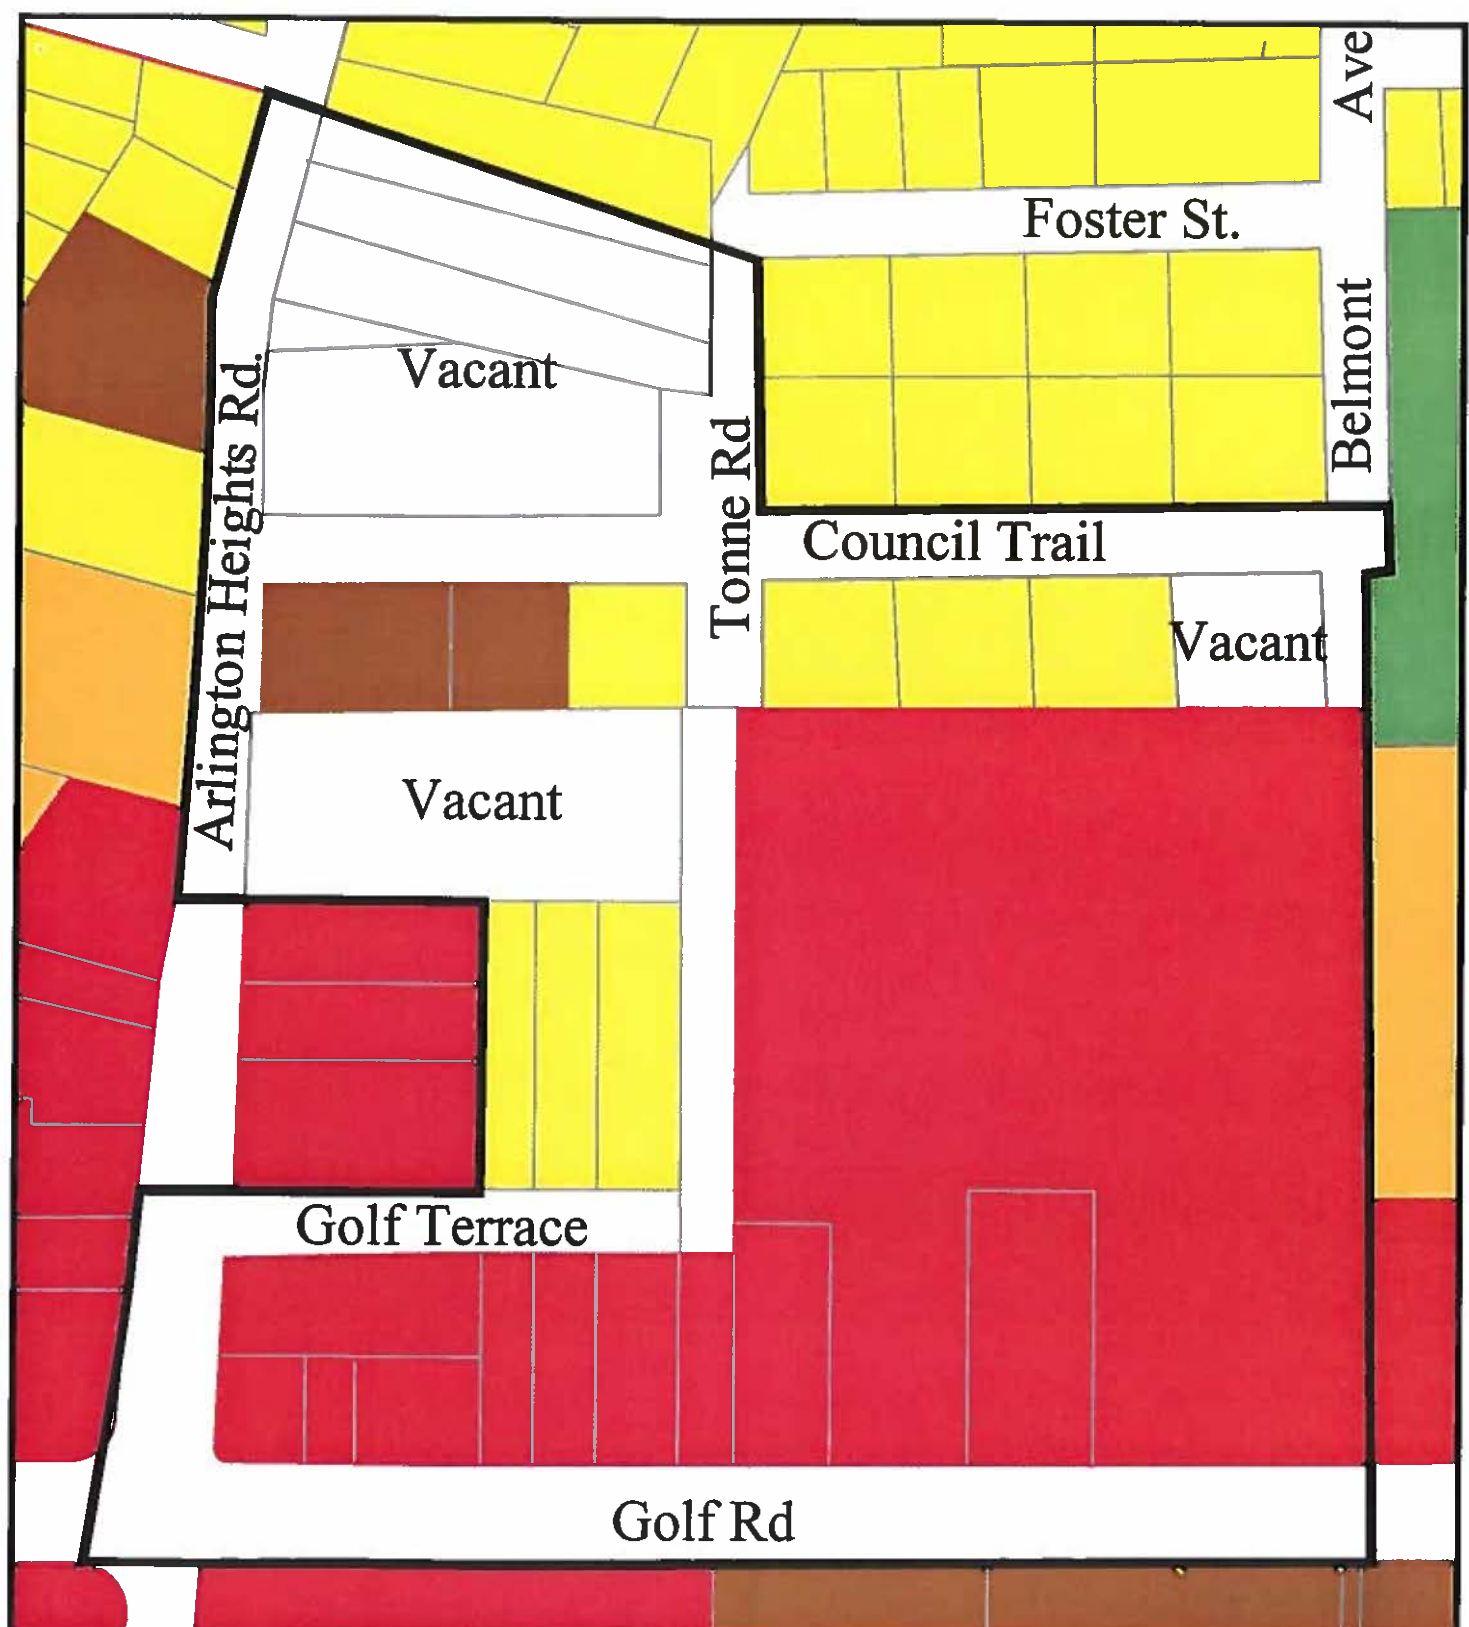 Ave
Foster St.
Belmont
Vacant
Arlington Heights Rd.
Tonne Rd
Council Trail
Vacant
Vacant
Golf Terrace
Golf Rd